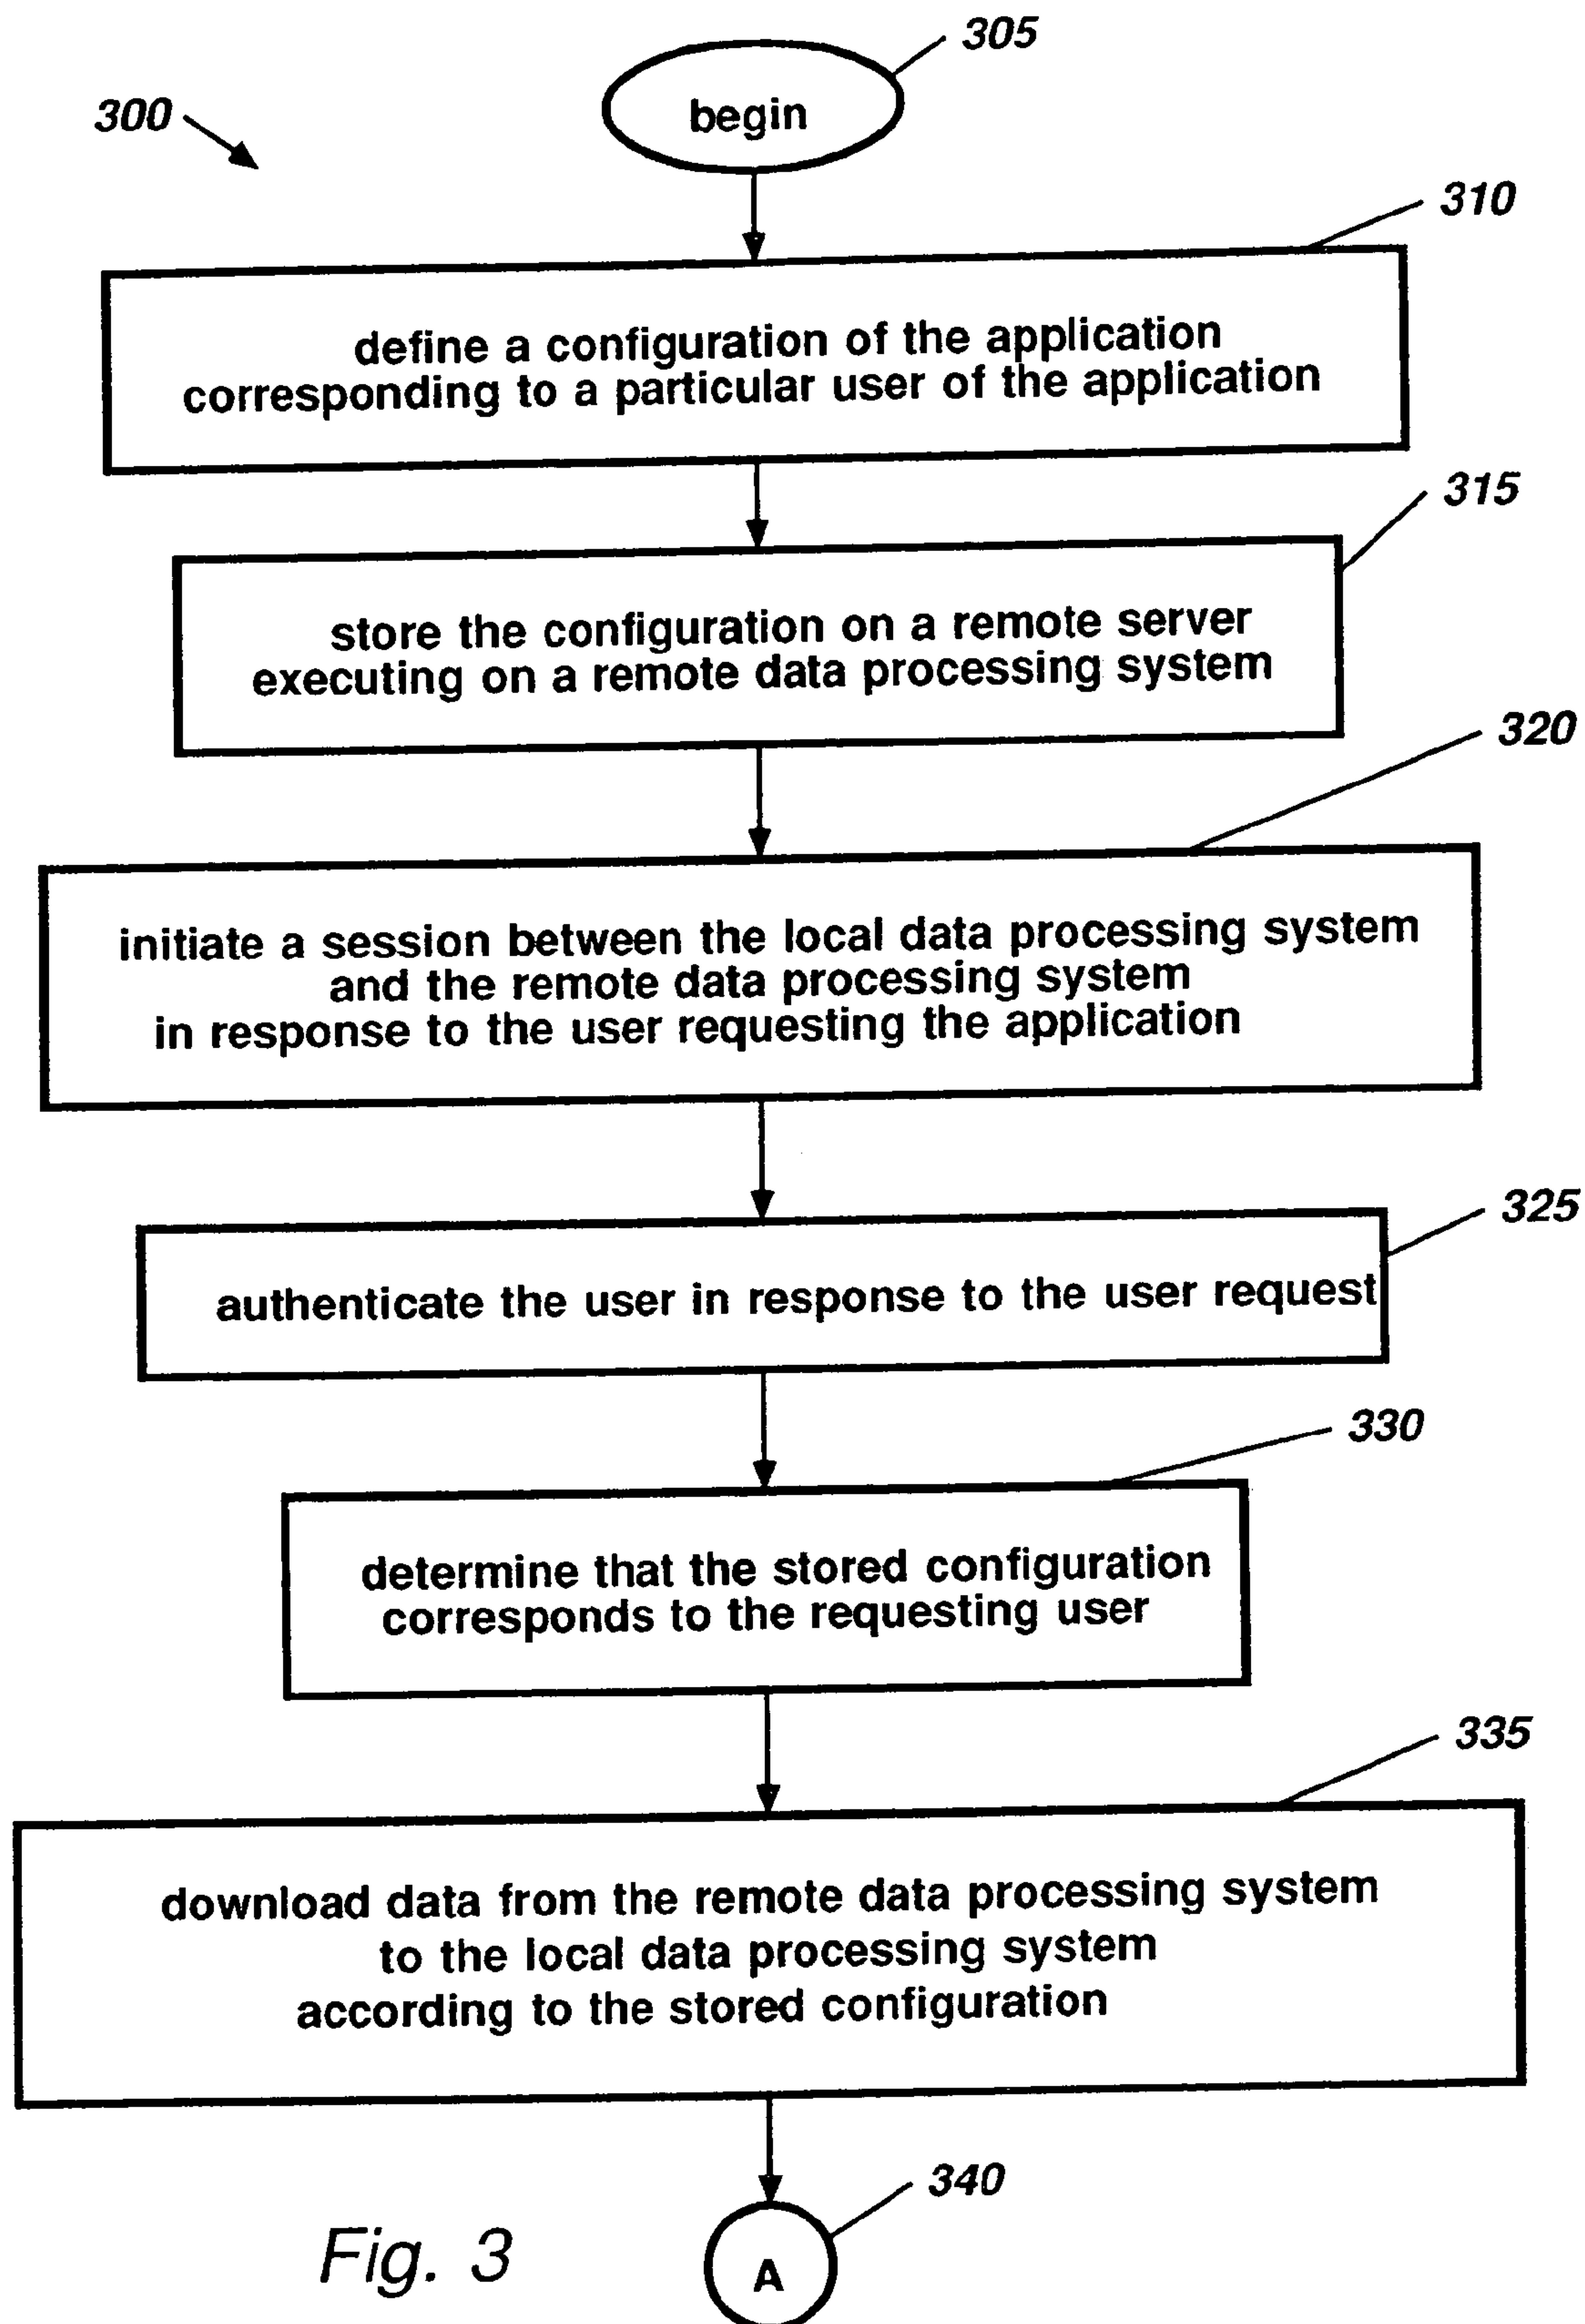 305
begin
300
310
define a configuration of the application
corresponding to a particular user of the application
315
store the configuration on a remote server
executing on a remote data processing system
320
initiate a session between the local data processing system
and the remote data processing system
in response to the user requesting the application
325
authenticate the user in response to the user request
330
determine that the stored configuration
corresponds to the requesting user
335
download data from the remote data processing system
to the local data processing system
according to the stored configuration
340
A
Fig. 3